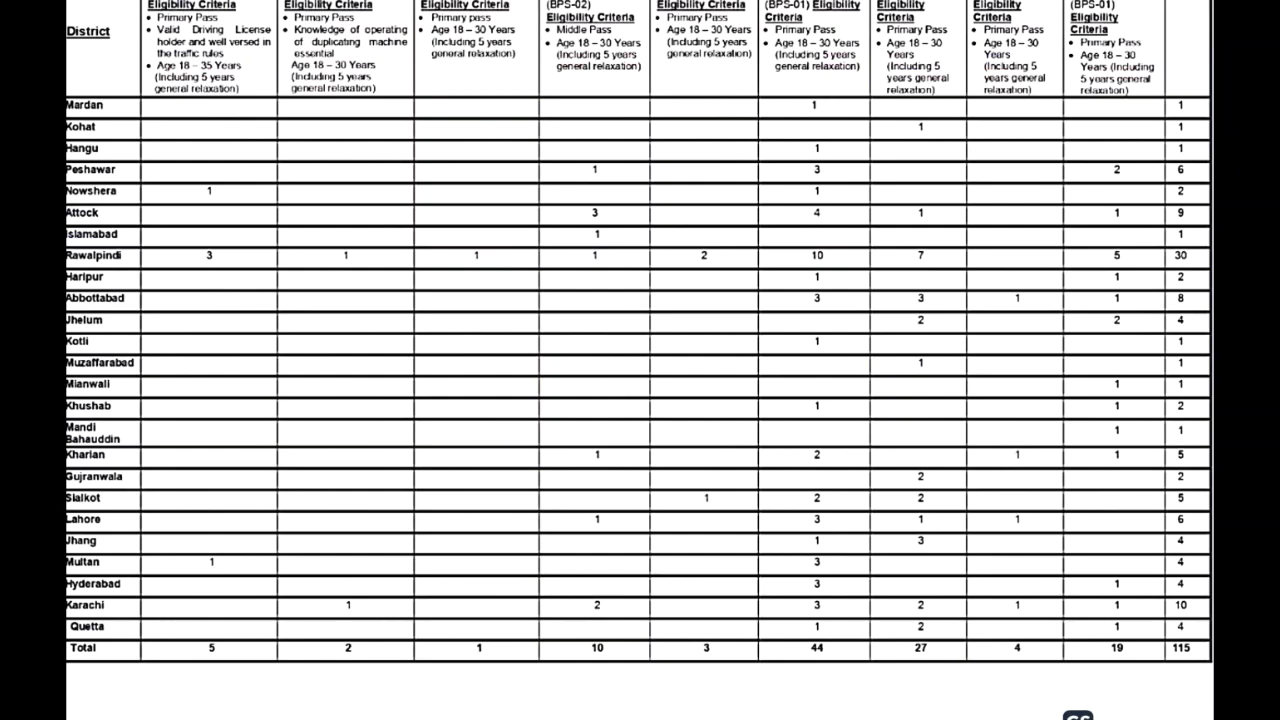 (BPS-02) (BPS-01) Eligibility (BPS-01)
District
Eligibility Criteria
• Primary Pass
• Valid Driving License
holder and well versed in
the traffic rules
• Age 18 – 35 Years
(Including 5 years
general relaxation)
Eligibility Criteria
• Primary Pass
• Knowledge of operating
of duplicating machine
essential
Age 18 – 30 Years
(Including 5 years
general relaxation)
Eligibility Criteria
• Primary pass
• Age 18 – 30 Years
(Including 5 years
general relaxation)
Eligibility Criteria
• Middle Pass
• Age 18 – 30 Years
(Including 5 years
general relaxation)
Eligibility Criteria
• Primary Pass
• Age 18 – 30 Years
(Including 5 years
general relaxation)
Criteria
• Primary Pass
• Age 18 – 30 Years
(Including 5 years
general relaxation)
Eligibility
Criteria
• Primary Pass
• Age 18 – 30
Years
(Including 5
years general
relaxation)
Eligibility
Criteria
• Primary Pass
• Age 18 – 30
Years
(Including 5
years general
relaxation)
Eligibility
Criteria
• Primary Pass
• Age 18 – 30
Years (Including
5 years general
relaxation)
Mardan 1 1
Kohat 1 1
Hangu 1 1
Peshawar 1 3 2 6
Nowshera 1 1 2
Attock 3 4 1 1 9
Islamabad 1 1
Rawalpindi 3 1 1 1 2 10 7 5 30
Haripur 1 1 2
Abbottabad 3 3 1 1 8
Jhelum 2 2 4
Kotli 1 1
Muzaffarabad 1 1
Mianwali 1 1
Khushab 1 1 2
Mandi
Bahauddin 1 1
Kharian 1 2 1 1 5
Gujranwala 2 2
Sialkot 1 2 2 5
Lahore 1 3 1 1 6
Jhang 1 3 4
Multan 1 3 4
Hyderabad 3 1 4
Karachi 1 2 3 2 1 1 10
Quetta 1 2 1 4
Total 5 2 1 10 3 44 27 4 19 115